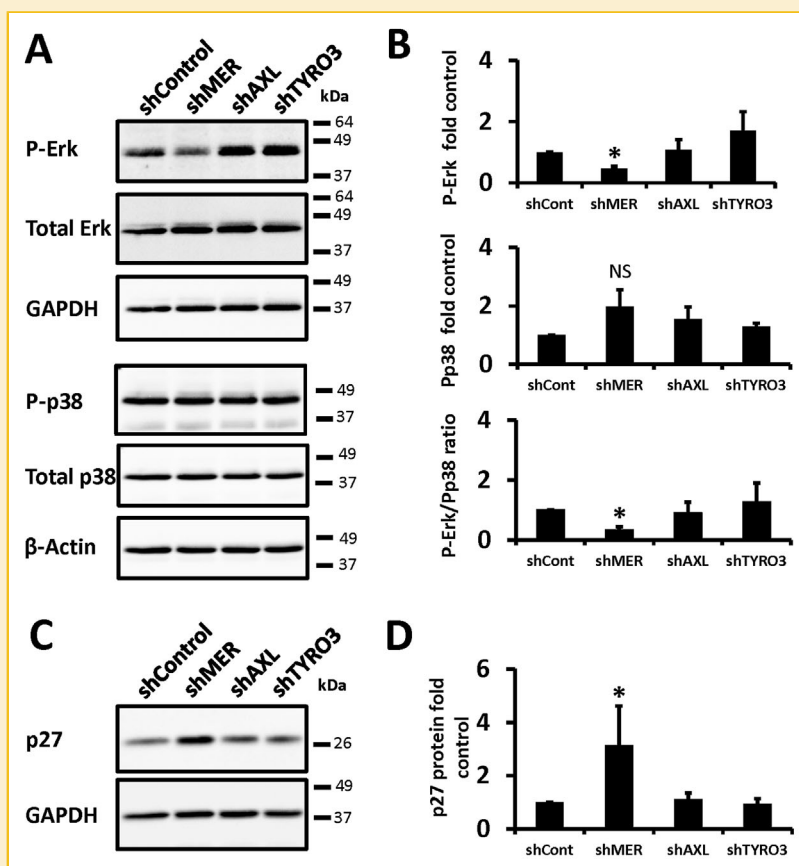 A
shControl shMER shAXL shTYRO3 kDa
P-Erk
64
49
37
Total Erk
64
49
37
GAPDH
49
37
P-p38
49
37
Total p38
49
37
β-Actin
49
37
B
P-Erk fold control
4
2
0
*
shCont shMER shAXL shTYRO3
Pp38 fold control
4
2
0
NS
shCont shMER shAXL shTYRO3
P-Erk/Pp38 ratio
4
2
0
*
shCont shMER shAXL shTYRO3
C
shControl shMER shAXL shTYRO3 kDa
p27
26
GAPDH
49
37
D
p27 protein fold
control
6
4
2
0
*
shCont shMER shAXL shTYRO3